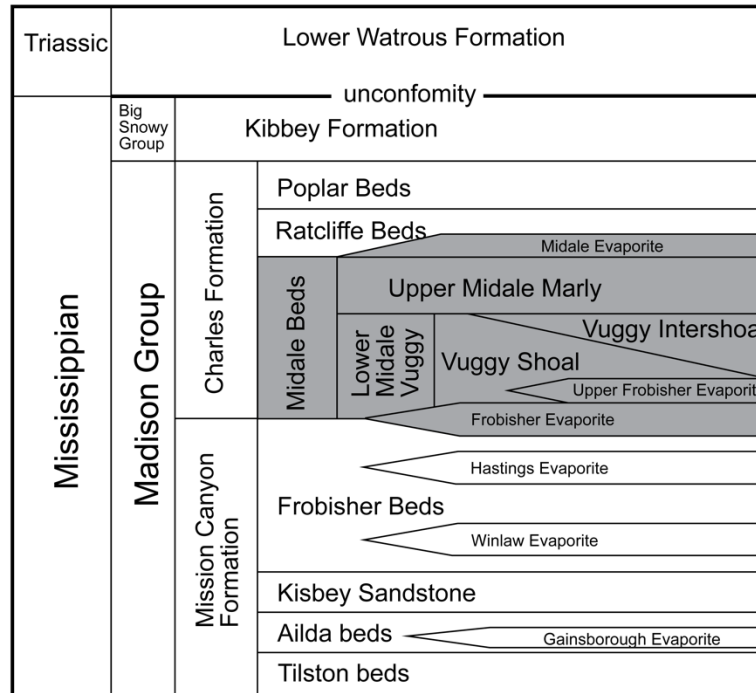 Triassic
Lower Watrous Formation
unconfomity
Mississippian
Big
Snowy
Group
Kibbey Formation
Madison Group
Charles Formation
Poplar Beds
Ratcliffe Beds
Midale Evaporite
Midale Beds
Upper Midale Marly
Lower
Midale
Vuggy
Vuggy Intershoa
Vuggy Shoal
Upper Frobisher Evaporit
Frobisher Evaporite
Mission Canyon
Formation
Hastings Evaporite
Frobisher Beds
Winlaw Evaporite
Kisbey Sandstone
Ailda beds
Gainsborough Evaporite
Tilston beds